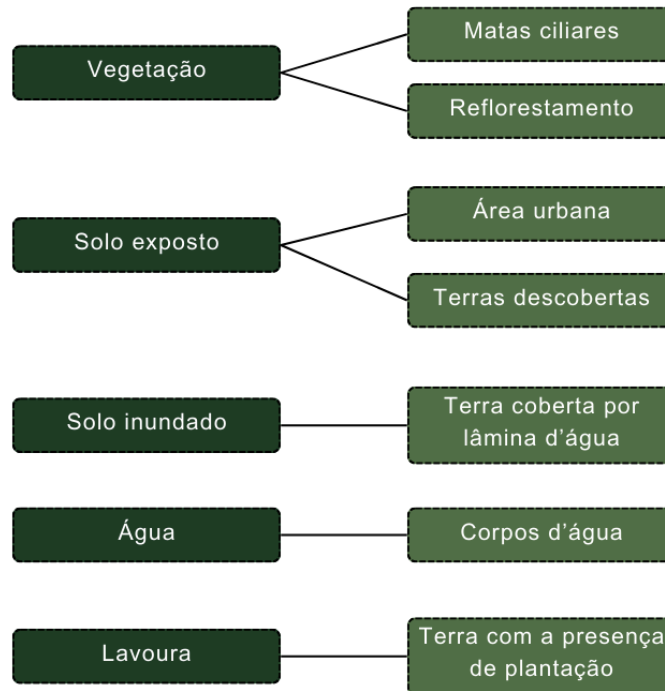 Vegetação
Matas ciliares
Reflorestamento
Solo exposto
Área urbana
Terras descobertas
Solo inundado
Terra coberta por
lâmina d’água
Água
Corpos d’água
Lavoura
Terra com a presença
de plantação